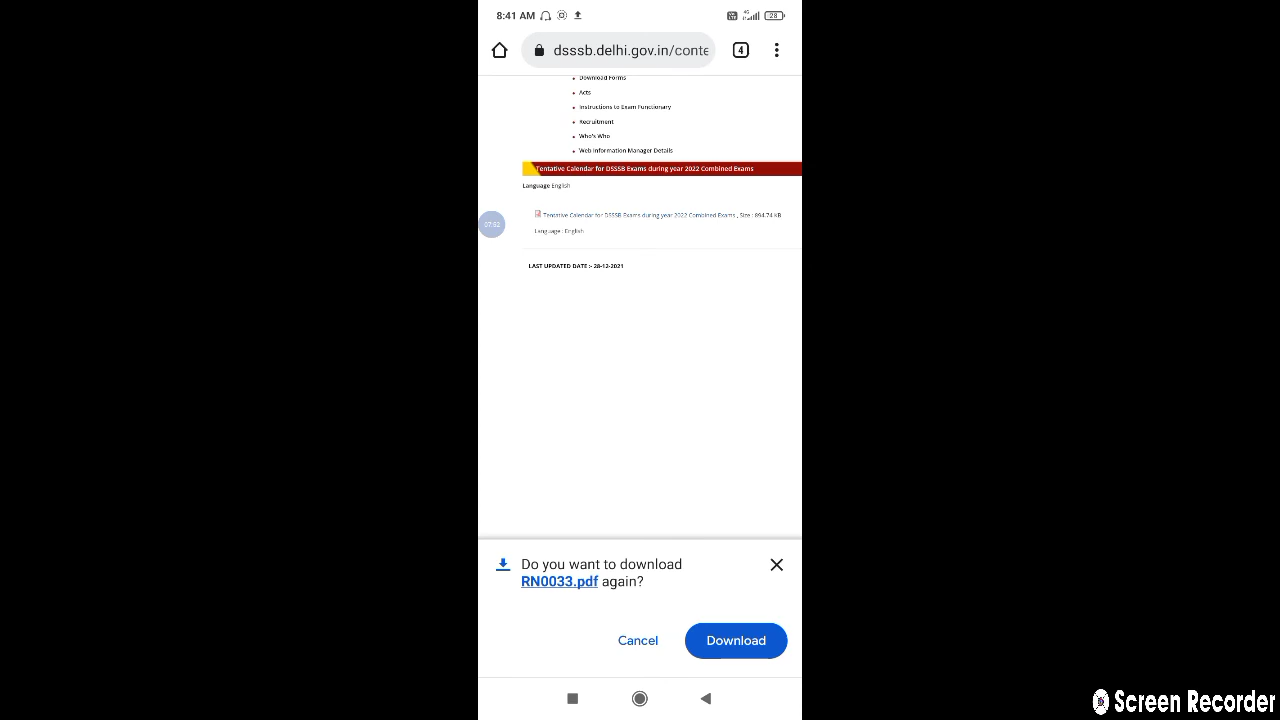 8:41 AM
28
dsssb.delhi.gov.in/conte
4
Download Forms
Acts
Instructions to Exam Functionary
Recruitment
Who's Who
Web Information Manager Details
Tentative Calendar for DSSSB Exams during year 2022 Combined Exams
Language English
Tentative Calendar for DSSSB Exams during year 2022 Combined Exams , Size : 894.74 KB
Language : English
07:52
LAST UPDATED DATE :- 28-12-2021
Do you want to download
RN0033.pdf again?
Cancel
Download
Screen Recorder